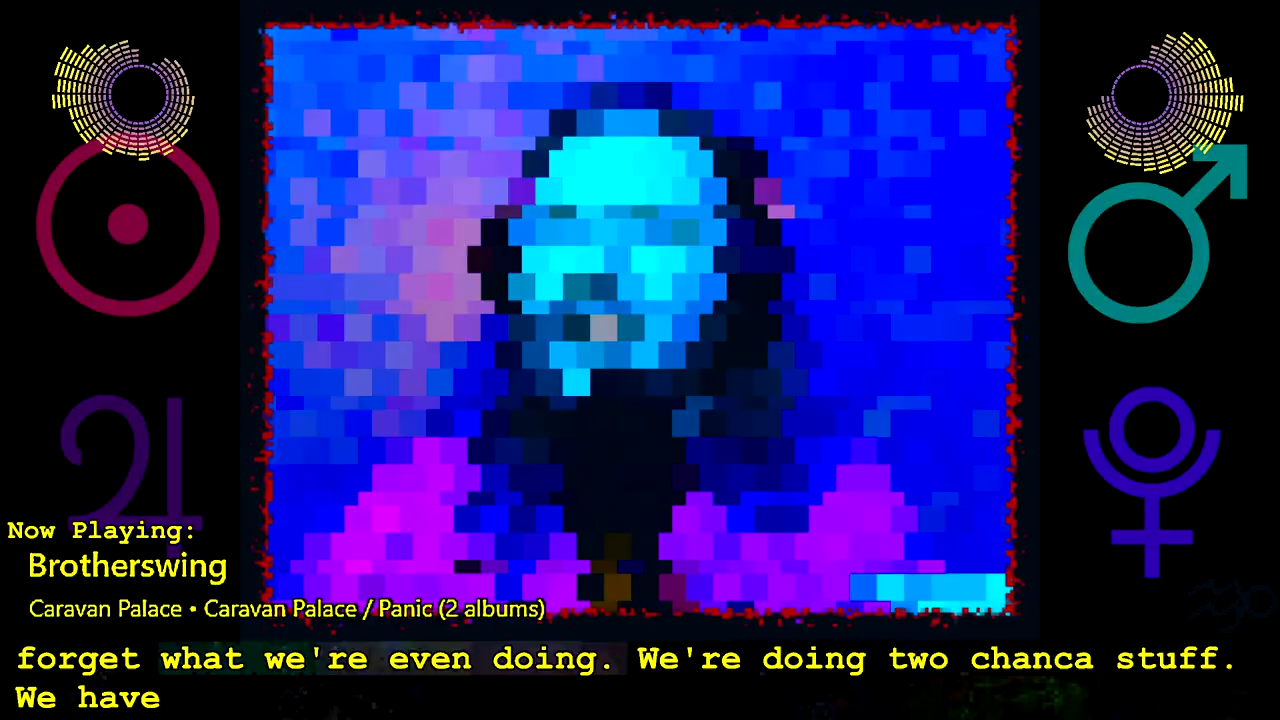 Now Playing:
Brotherswing
Caravan Palace • Caravan Palace / Panic (2 albums)
forget what we're even doing. We're doing two chanca stuff.
We have